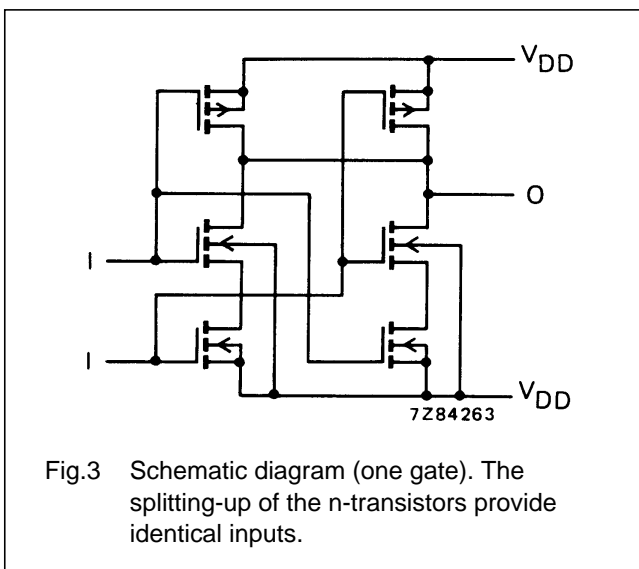 VDD
O
I
I
VDD
7Z84263
Fig.3 Schematic diagram (one gate). The
splitting-up of the n-transistors provide
identical inputs.